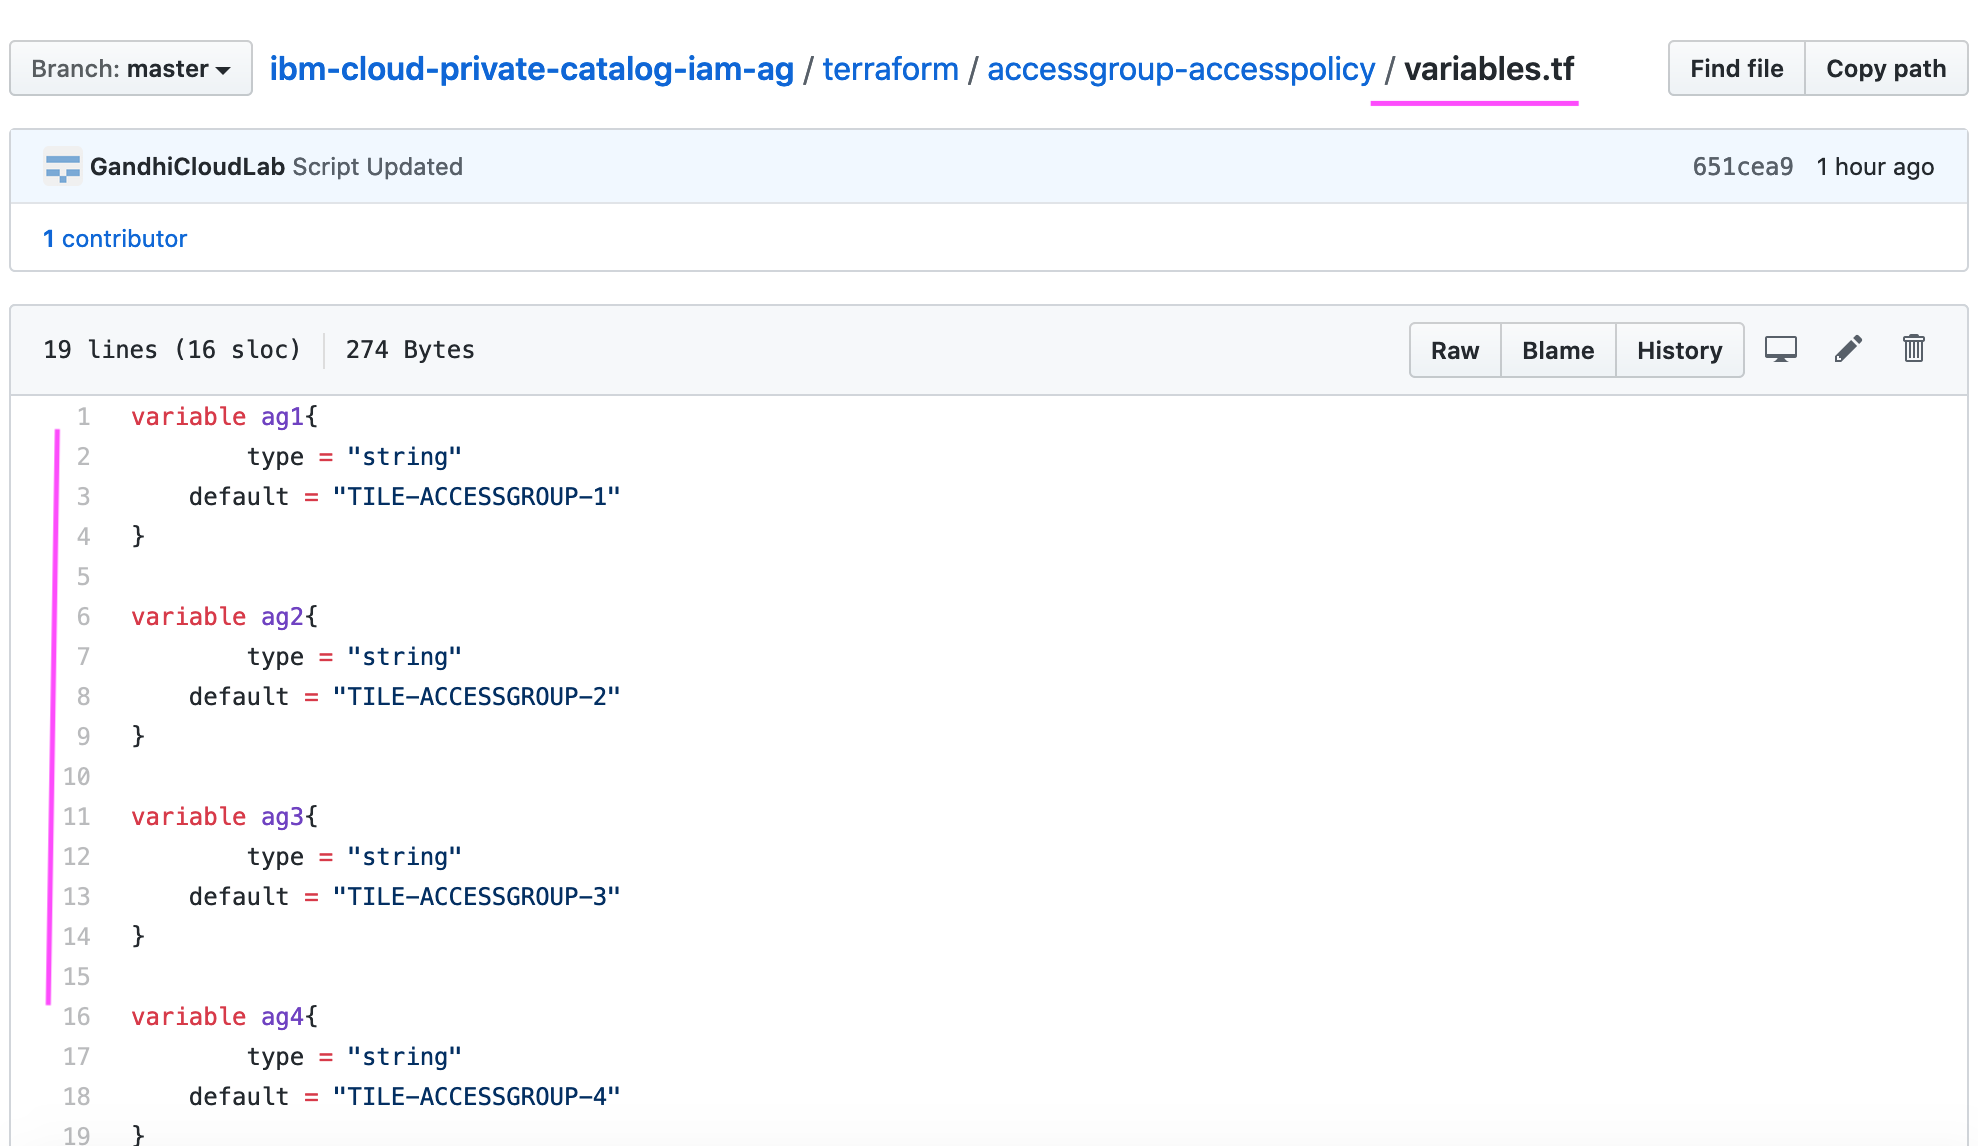 Branch: master ibm-cloud-private-catalog-iam-ag / terraform / accessgroup-accesspolicy / variables.tf Find file Copy path
GandhiCloudLab Script Updated 651cea9 1 hour ago
1 contributor
19 lines (16 sloc) 274 Bytes Raw Blame History
1 variable ag1{
2         type = "string"
3     default = "TILE-ACCESSGROUP-1"
4 }
5
6 variable ag2{
7         type = "string"
8     default = "TILE-ACCESSGROUP-2"
9 }
10
11 variable ag3{
12         type = "string"
13     default = "TILE-ACCESSGROUP-3"
14 }
15
16 variable ag4{
17         type = "string"
18     default = "TILE-ACCESSGROUP-4"
19 }